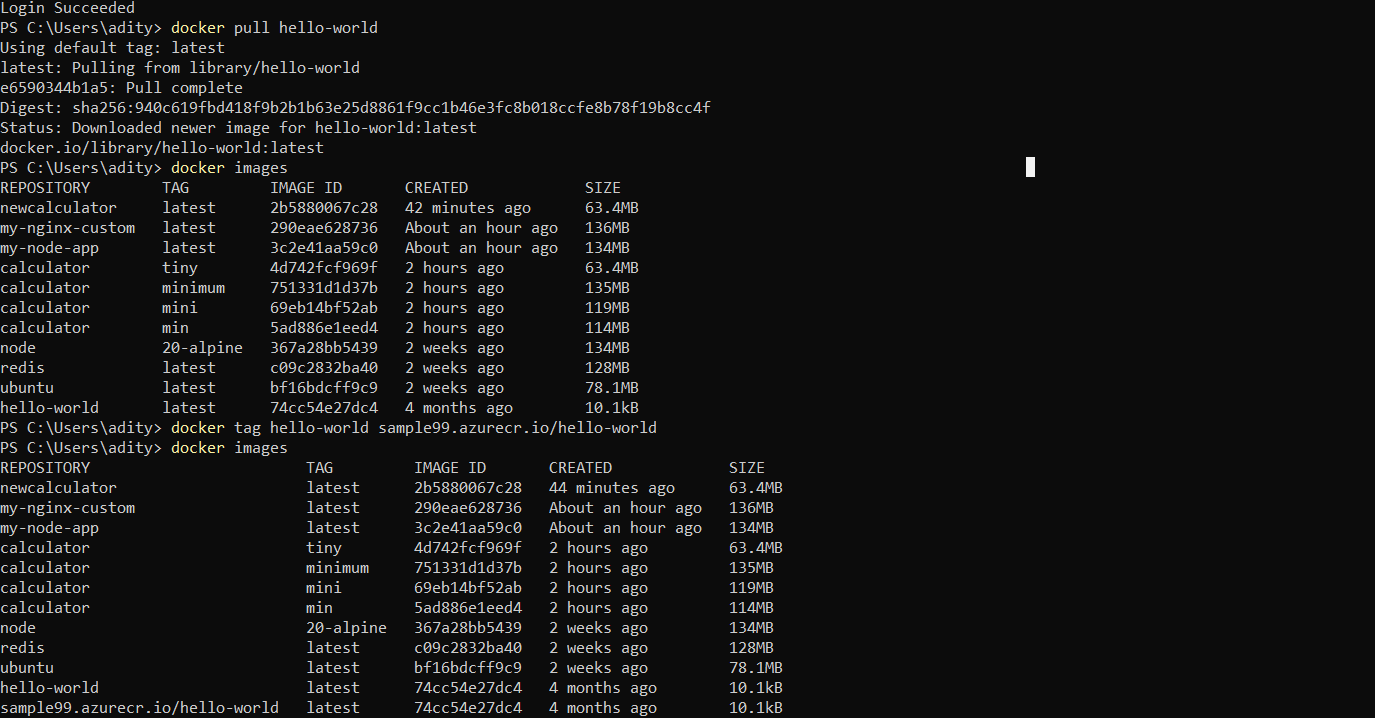 Login Succeeded
PS C:\Users\adity> docker pull hello-world
Using default tag: latest
latest: Pulling from library/hello-world
e6590344b1a5: Pull complete
Digest: sha256:940c619fbd418f9b2b1b63e25d8861f9cc1b46e3fc8b018ccfe8b78f19b8cc4f
Status: Downloaded newer image for hello-world:latest
docker.io/library/hello-world:latest
PS C:\Users\adity> docker images
REPOSITORY        TAG         IMAGE ID       CREATED             SIZE
newcalculator     latest      2b5880067c28   42 minutes ago      63.4MB
my-nginx-custom   latest      290eae628736   About an hour ago   136MB
my-node-app       latest      3c2e41aa59c0   About an hour ago   134MB
calculator        tiny        4d742fcf969f   2 hours ago         63.4MB
calculator        minimum     751331d1d37b   2 hours ago         135MB
calculator        mini        69eb14bf52ab   2 hours ago         119MB
calculator        min         5ad886e1eed4   2 hours ago         114MB
node              20-alpine   367a28bb5439   2 weeks ago         134MB
redis             latest      c09c2832ba40   2 weeks ago         128MB
ubuntu            latest      bf16bdcff9c9   2 weeks ago         78.1MB
hello-world       latest      74cc54e27dc4   4 months ago        10.1kB
PS C:\Users\adity> docker tag hello-world sample99.azurecr.io/hello-world
PS C:\Users\adity> docker images
REPOSITORY                        TAG         IMAGE ID       CREATED             SIZE
newcalculator                     latest      2b5880067c28   44 minutes ago      63.4MB
my-nginx-custom                   latest      290eae628736   About an hour ago   136MB
my-node-app                       latest      3c2e41aa59c0   About an hour ago   134MB
calculator                        tiny        4d742fcf969f   2 hours ago         63.4MB
calculator                        minimum     751331d1d37b   2 hours ago         135MB
calculator                        mini        69eb14bf52ab   2 hours ago         119MB
calculator                        min         5ad886e1eed4   2 hours ago         114MB
node                              20-alpine   367a28bb5439   2 weeks ago         134MB
redis                             latest      c09c2832ba40   2 weeks ago         128MB
ubuntu                            latest      bf16bdcff9c9   2 weeks ago         78.1MB
hello-world                       latest      74cc54e27dc4   4 months ago        10.1kB
sample99.azurecr.io/hello-world   latest      74cc54e27dc4   4 months ago        10.1kB